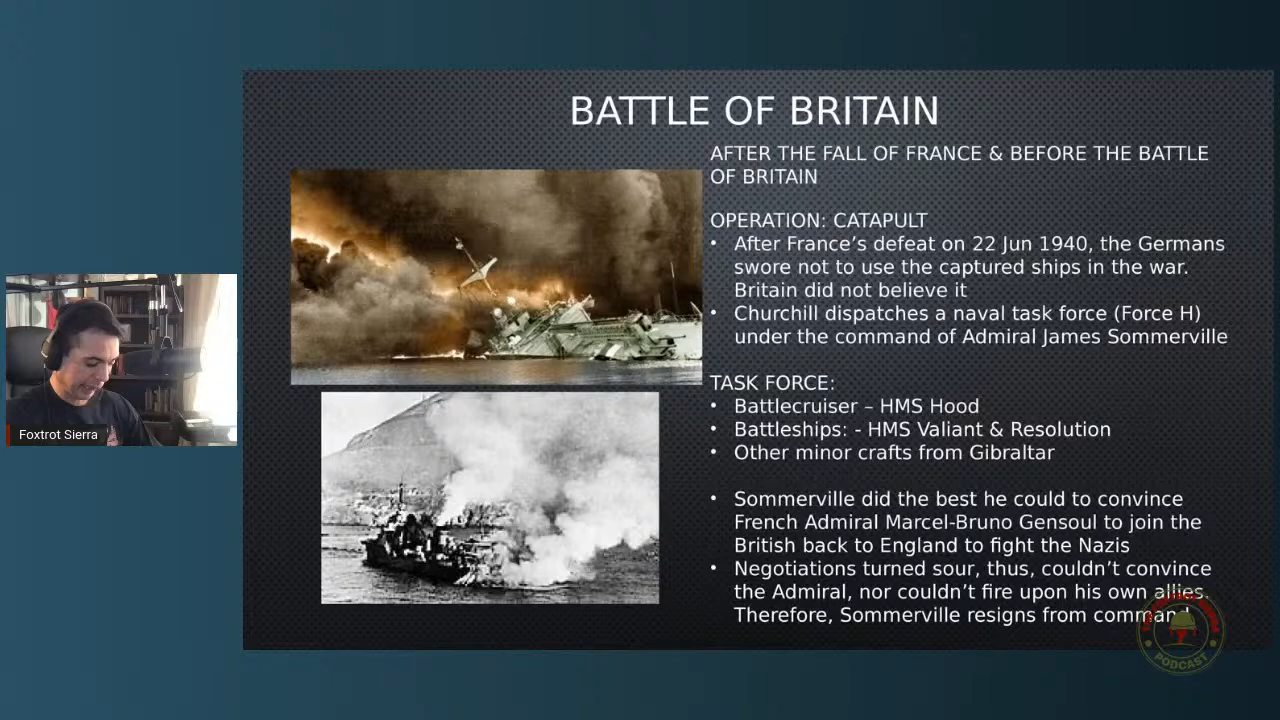 BATTLE OF BRITAIN
AFTER THE FALL OF FRANCE & BEFORE THE BATTLE
OF BRITAIN
OPERATION: CATAPULT
• After France’s defeat on 22 Jun 1940, the Germans
swore not to use the captured ships in the war.
Britain did not believe it
• Churchill dispatches a naval task force (Force H)
under the command of Admiral James Sommerville
TASK FORCE:
• Battlecruiser – HMS Hood
• Battleships: - HMS Valiant & Resolution
• Other minor crafts from Gibraltar
• Sommerville did the best he could to convince
French Admiral Marcel-Bruno Gensoul to join the
British back to England to fight the Nazis
• Negotiations turned sour, thus, couldn’t convince
the Admiral, nor couldn’t fire upon his own allies.
Therefore, Sommerville resigns from command
Foxtrot Sierra
PODCAST